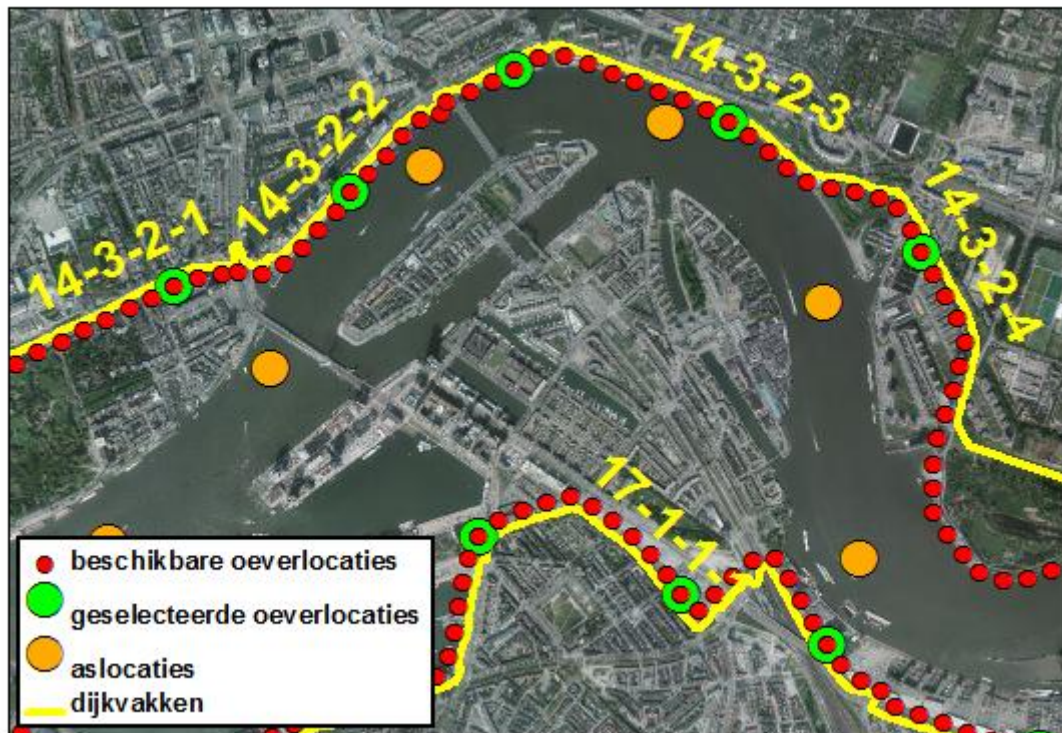 14-3-2-1
14-3-2-2
14-3-2-3
14-3-2-4
17-1-1-
beschikbare oeverlocaties
geselecteerde oeverlocaties
aslocaties
dijkvakken